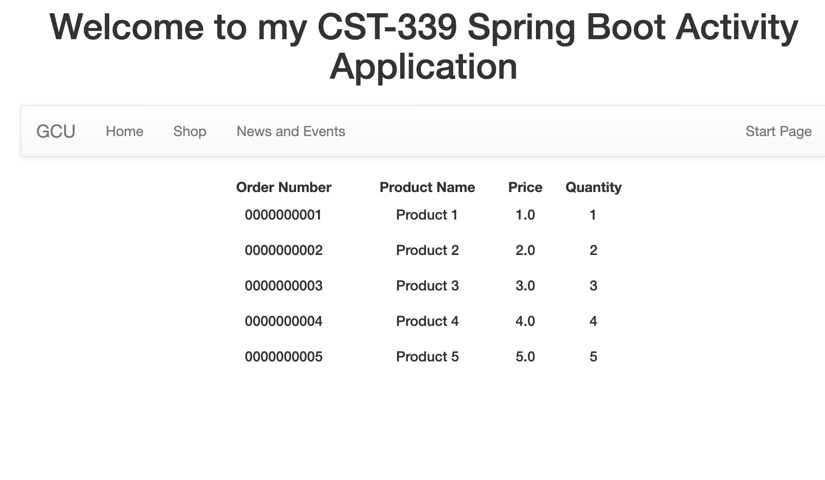 Welcome to my CST-339 Spring Boot Activity
Application
GCU Home Shop News and Events Start Page
Order Number Product Name Price Quantity
0000000001 Product 1 1.0 1
0000000002 Product 2 2.0 2
0000000003 Product 3 3.0 3
0000000004 Product 4 4.0 4
0000000005 Product 5 5.0 5